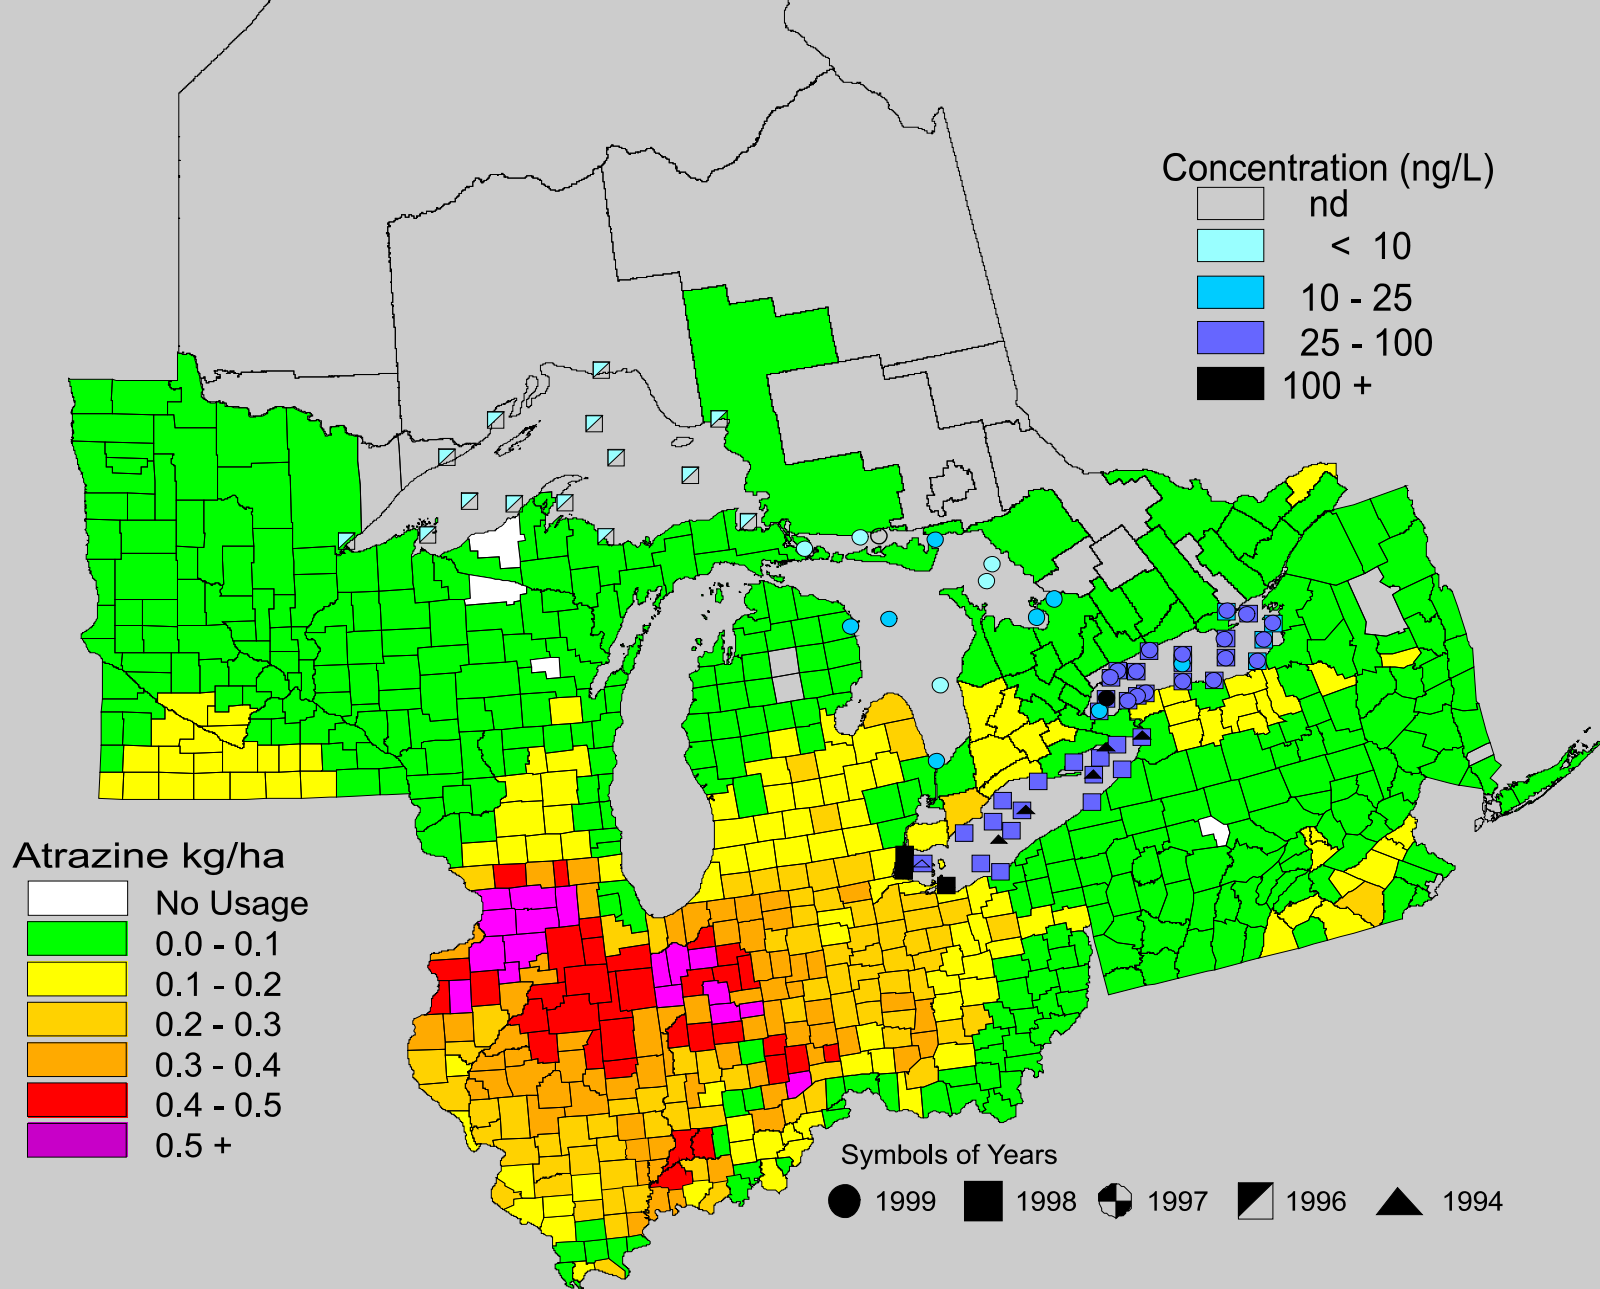 Concentration (ng/L)
nd
< 10
10 - 25
25 - 100
100 +
Atrazine kg/ha
No Usage
0.0 - 0.1
0.1 - 0.2
0.2 - 0.3
0.3 - 0.4
0.4 - 0.5
0.5 +
Symbols of Years
1999 1998 1997 1996 1994